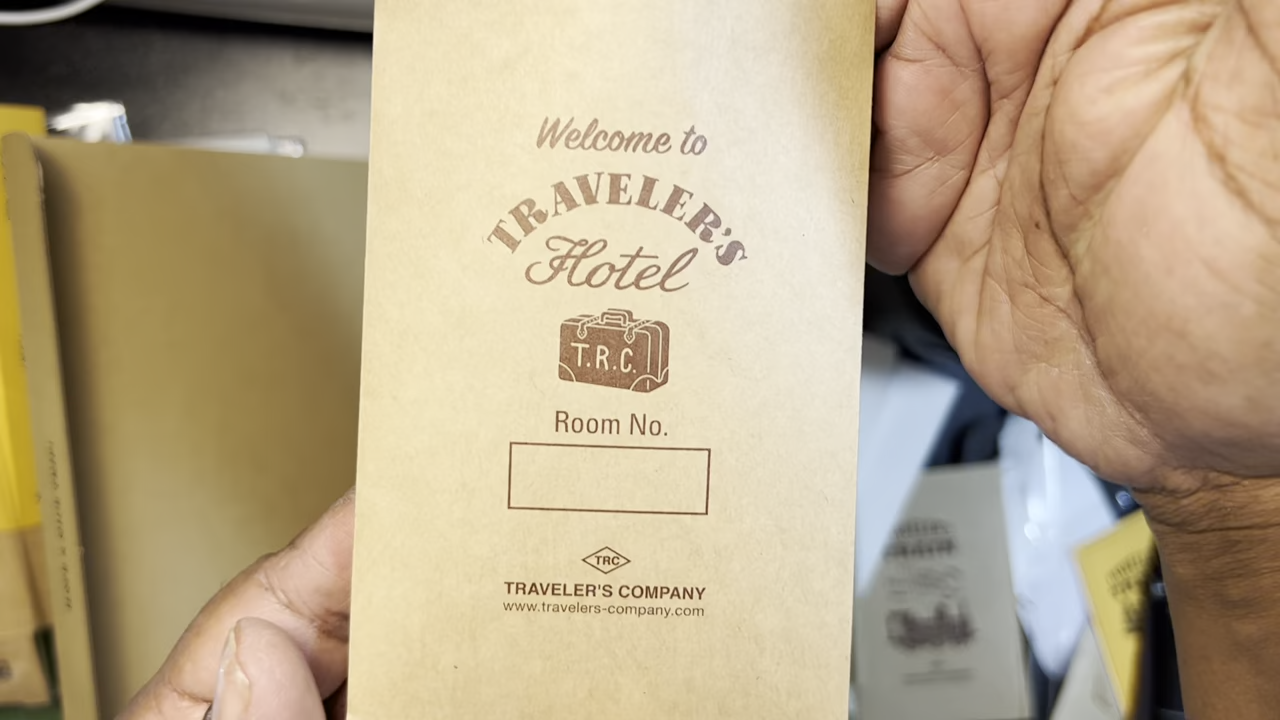 Welcome to
TRAVELER'S
Hotel
T.R.C.
Room No.
TRC
TRAVELER'S COMPANY
www.travelers-company.com